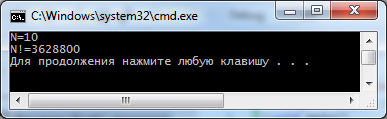 C:\Windows\system32\cmd.exe
N=10
N!=3628800
Для продолжения нажмите любую клавишу . . .